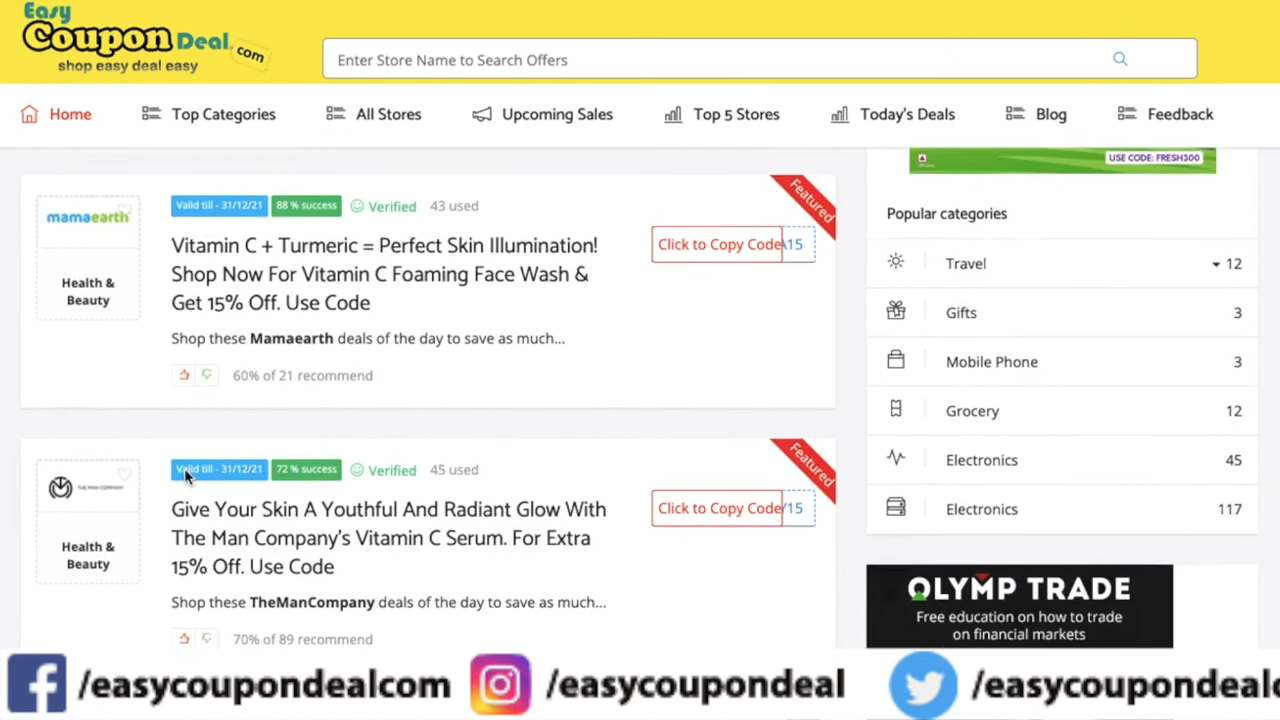 Easy
Coupon Deal .com
shop easy deal easy
Enter Store Name to Search Offers
Home Top Categories All Stores Upcoming Sales Top 5 Stores Today's Deals Blog Feedback
USE CODE: FRESH300
mamaearth
Health &
Beauty
Valid till - 31/12/21 88 % success Verified 43 used
Featured
Vitamin C + Turmeric = Perfect Skin Illumination!
Shop Now For Vitamin C Foaming Face Wash &
Get 15% Off. Use Code
Click to Copy Code 15
Shop these Mamaearth deals of the day to save as much...
60% of 21 recommend
THE MAN COMPANY
Health &
Beauty
Valid till - 31/12/21 72 % success Verified 45 used
Featured
Give Your Skin A Youthful And Radiant Glow With
The Man Company's Vitamin C Serum. For Extra
15% Off. Use Code
Click to Copy Code 15
Shop these TheManCompany deals of the day to save as much...
70% of 89 recommend
Popular categories
Travel 12
Gifts 3
Mobile Phone 3
Grocery 12
Electronics 45
Electronics 117
OLYMP TRADE
Free education on how to trade
on financial markets
/easycoupondealcom /easycoupondeal /easycoupondealc